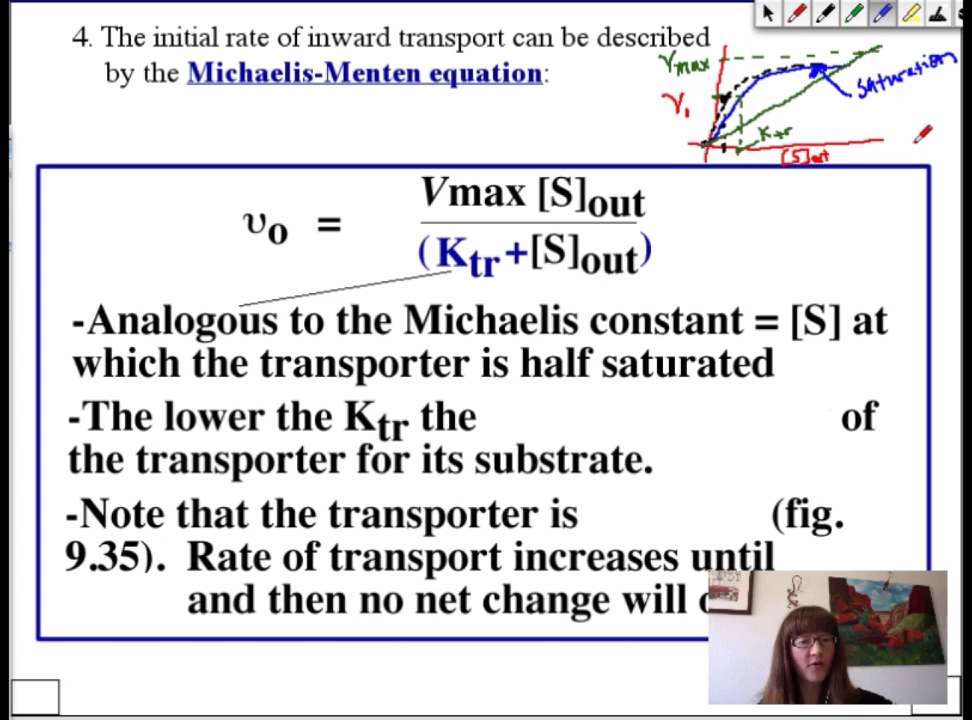 4. The initial rate of inward transport can be described
by the Michaelis-Menten equation:
Vmax
V₁
saturation
Ktr
[S]out
υo = Vmax [S]out
(Ktr+[S]out)
-Analogous to the Michaelis constant = [S] at
which the transporter is half saturated
-The lower the Ktr the of
the transporter for its substrate.
-Note that the transporter is (fig.
9.35). Rate of transport increases until
and then no net change will